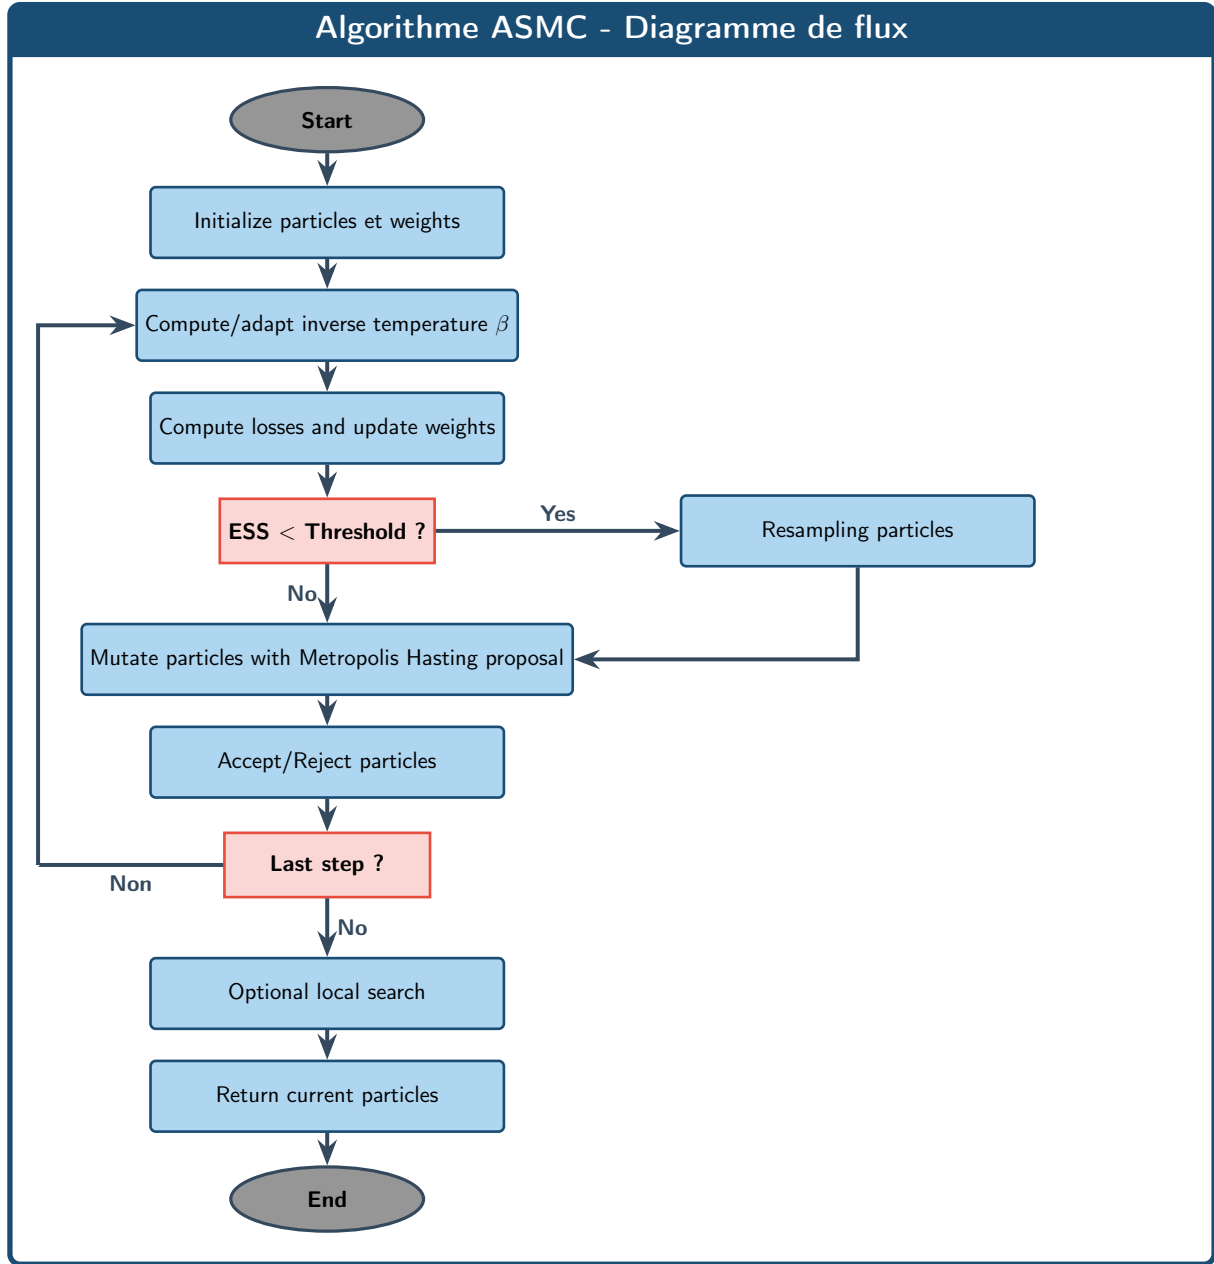 Algorithme ASMC - Diagramme de flux
Start
Initialize particles et weights
Compute/adapt inverse temperature β
Compute losses and update weights
ESS < Threshold ?
Yes
Resampling particles
No
Mutate particles with Metropolis Hasting proposal
Accept/Reject particles
Last step ?
Non
No
Optional local search
Return current particles
End